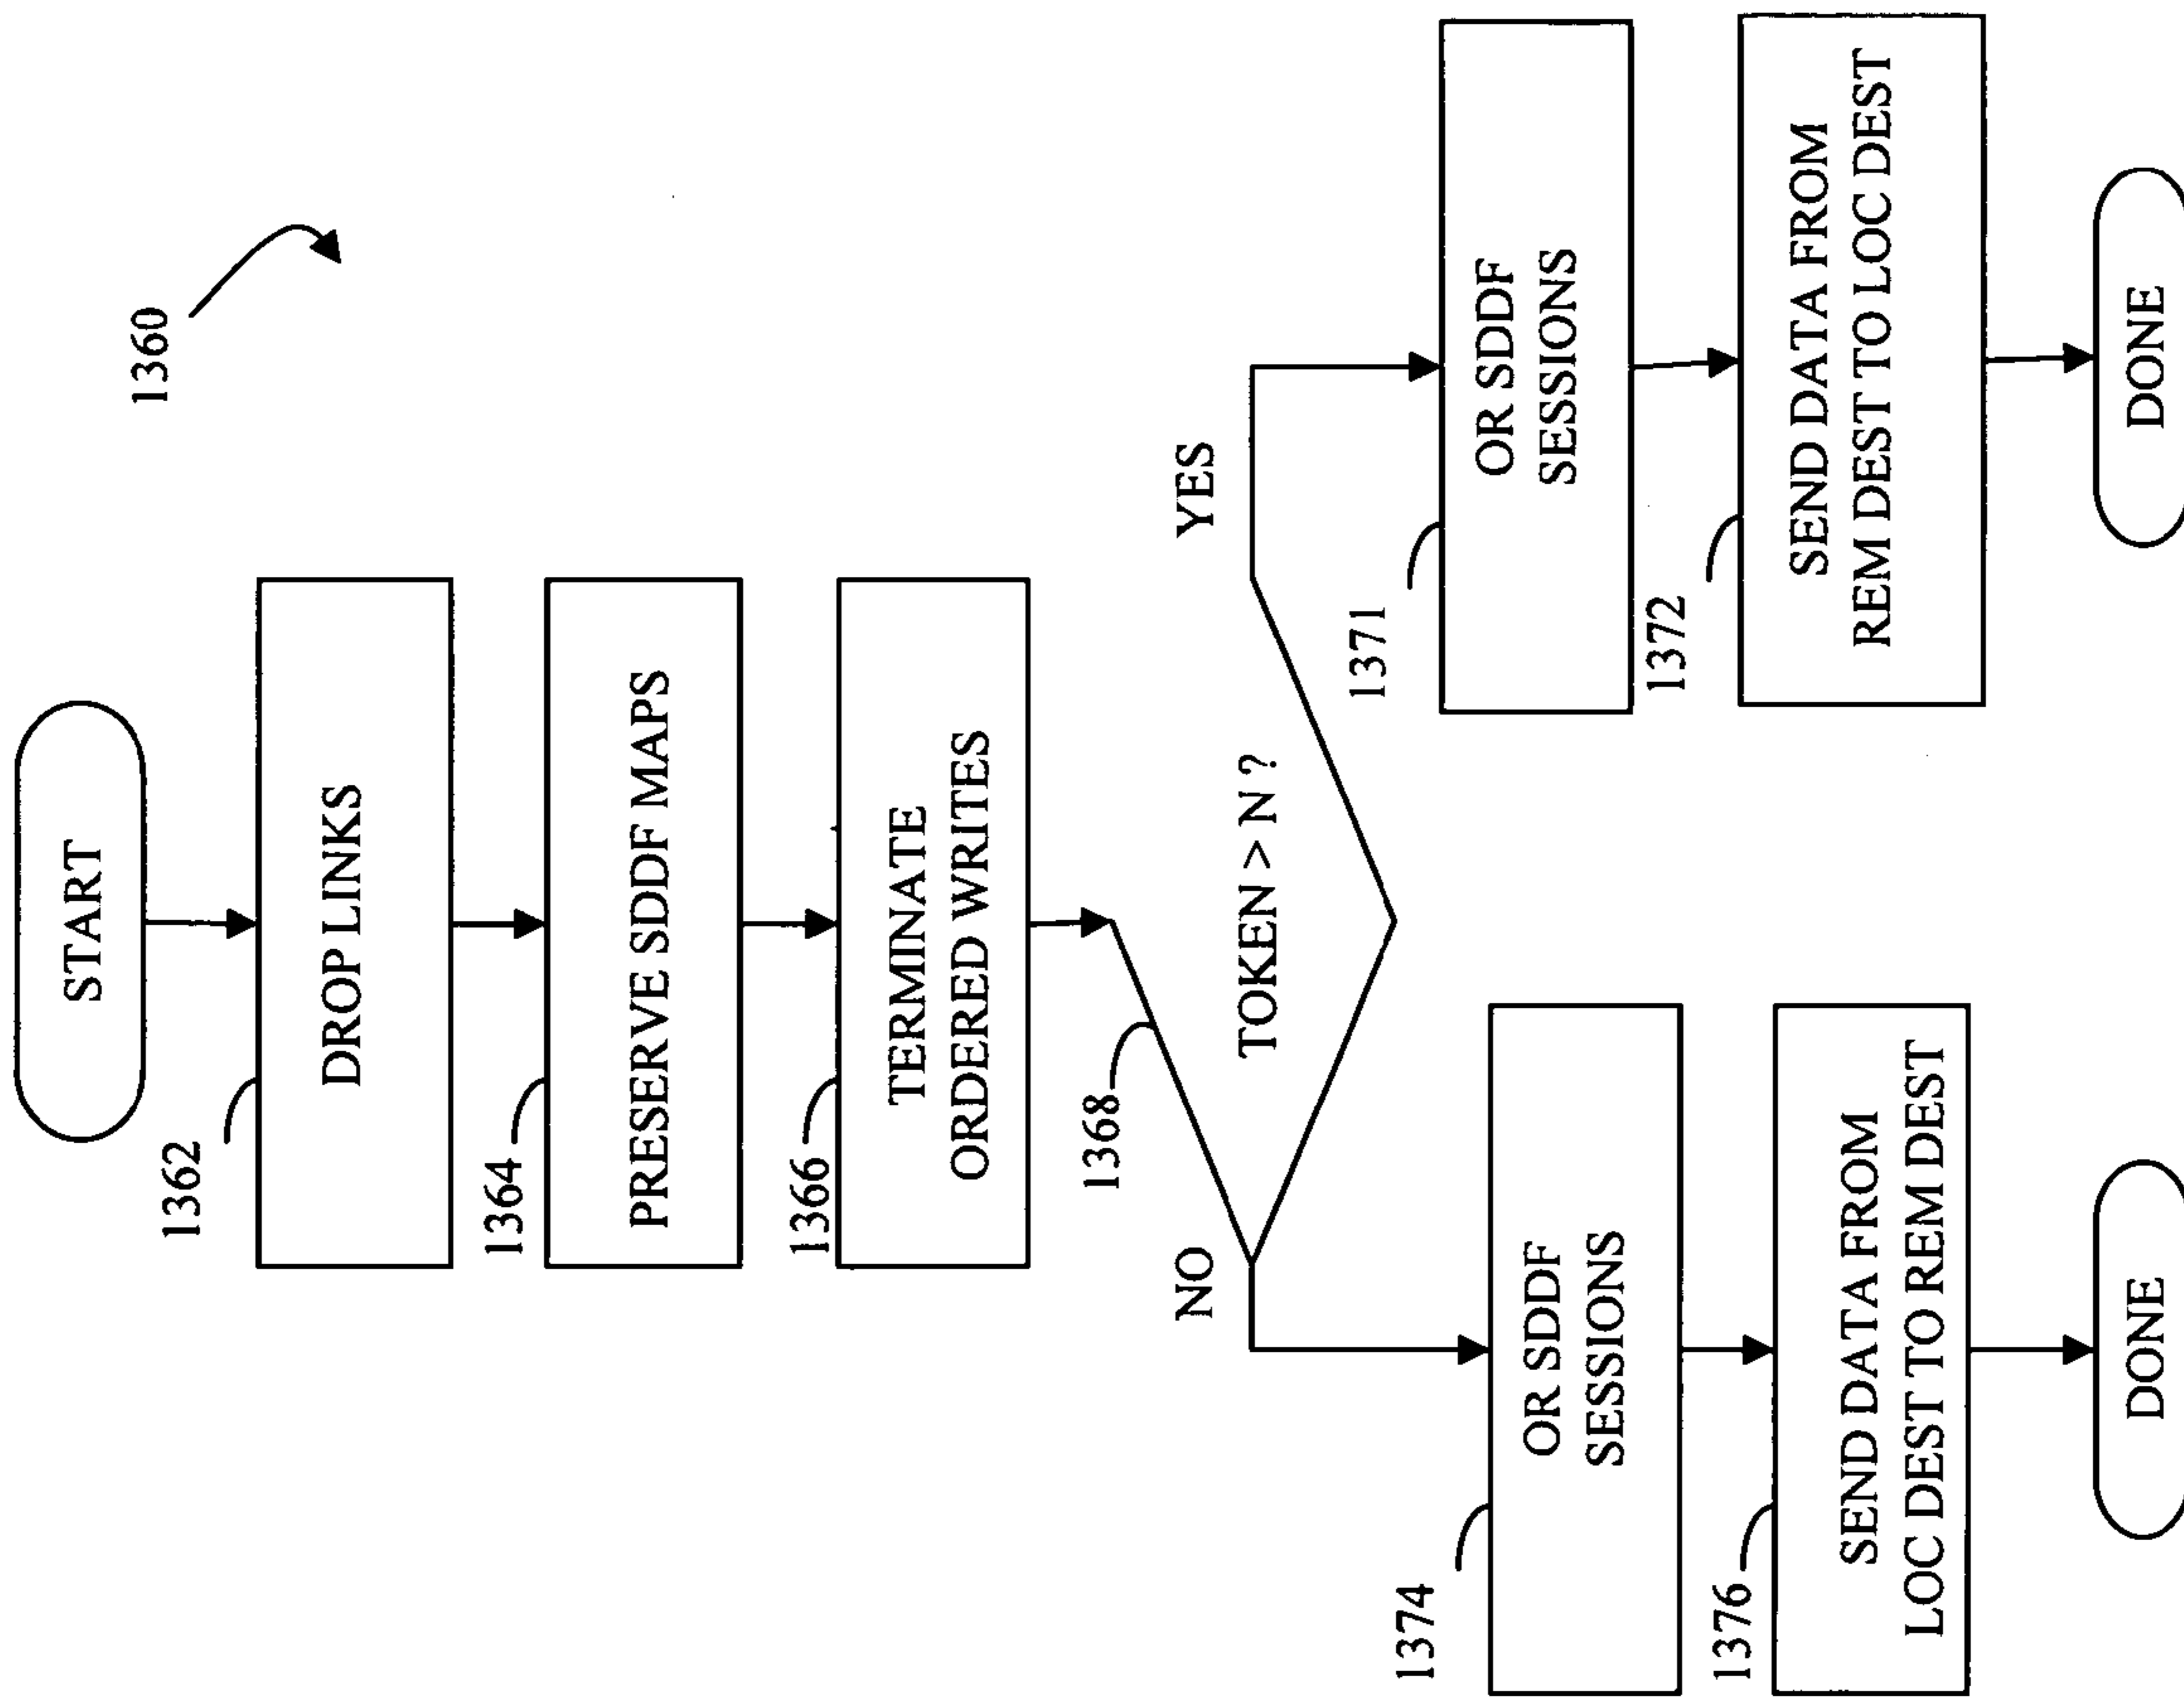 1360
START
1362
DROP LINKS
1364
PRESERVE SDDF MAPS
1366
TERMINATE
ORDERED WRITES
1368
NO
TOKEN > N ?
YES
1374
OR SDDF
SESSIONS
1376
SEND DATA FROM
LOC DEST TO REM DEST
DONE
1371
OR SDDF
SESSIONS
1372
SEND DATA FROM
REM DEST TO LOC DEST
DONE